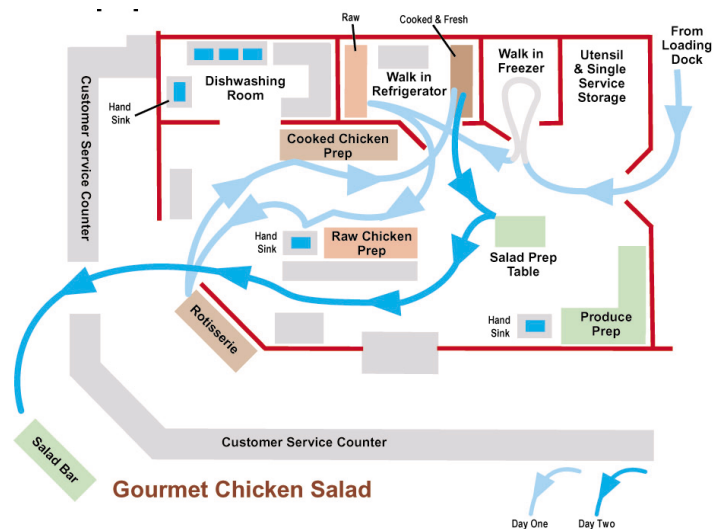 Raw
Cooked & Fresh
From
Loading
Dock
Customer Service Counter
Hand
Sink
Dishwashing
Room
Walk in
Refrigerator
Walk in
Freezer
Utensil
& Single
Service
Storage
Cooked Chicken
Prep
Hand
Sink
Raw Chicken
Prep
Salad Prep
Table
Rotisserie
Hand
Sink
Produce
Prep
Customer Service Counter
Salad Bar
Gourmet Chicken Salad
Day One
Day Two